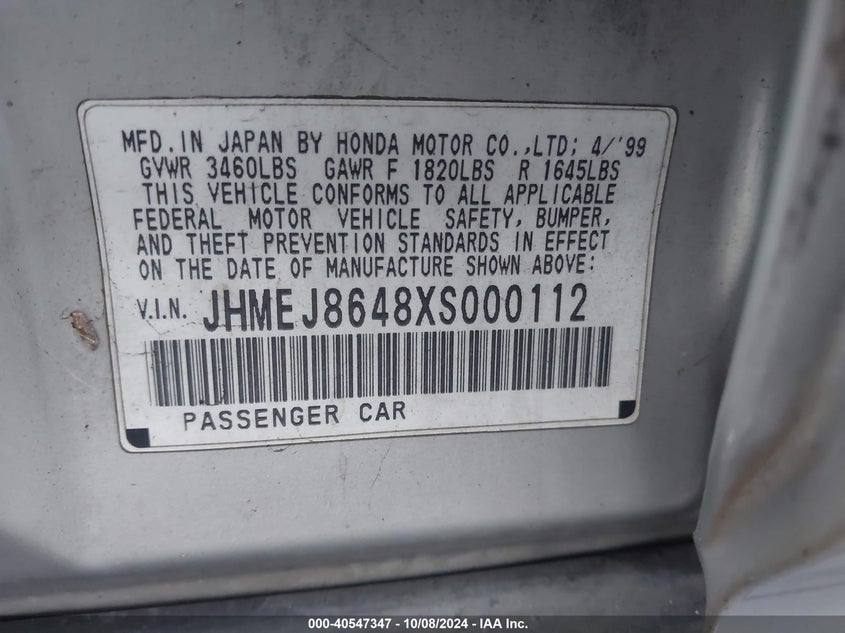 MFD. IN JAPAN BY HONDA MOTOR CO.,LTD; 4/'99
GVWR 3460LBS GAWR F 1820LBS R 1645LBS
THIS VEHICLE CONFORMS TO ALL APPLICABLE
FEDERAL MOTOR VEHICLE SAFETY, BUMPER,
AND THEFT PREVENTION STANDARDS IN EFFECT
ON THE DATE OF MANUFACTURE SHOWN ABOVE:
V.I.N. JHMEJ8648XS000112
PASSENGER CAR
000-40547347 | 10/08/2024 - IAA Inc.